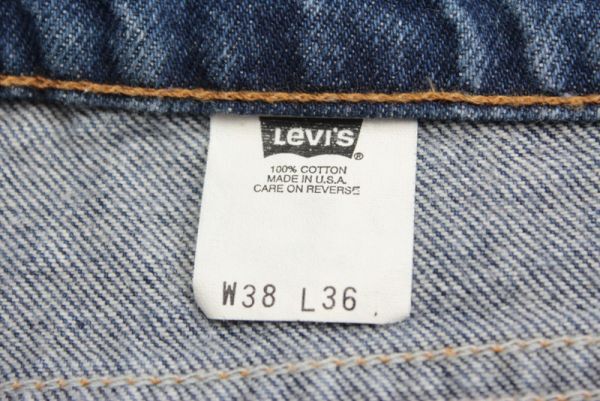 Levi's ®
100% COTTON
MADE IN U.S.A.
CARE ON REVERSE
W38 L36